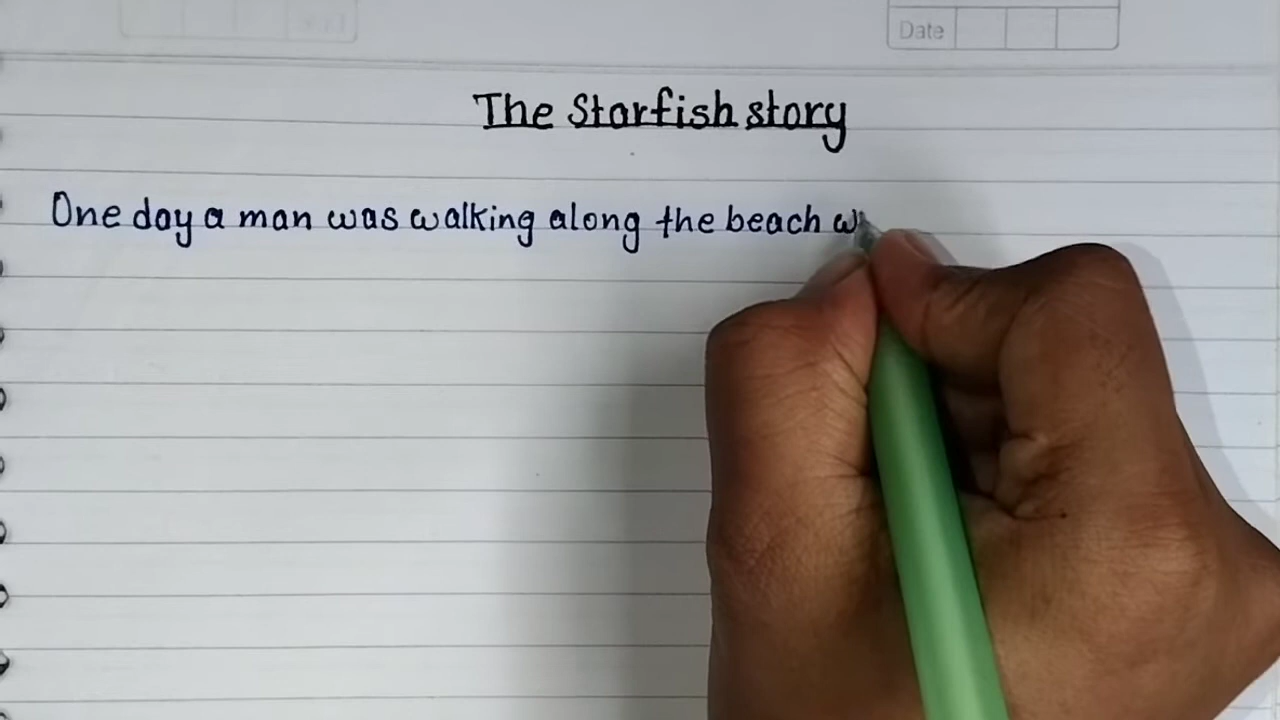 Date
The Starfish story
One day a man was walking along the beach